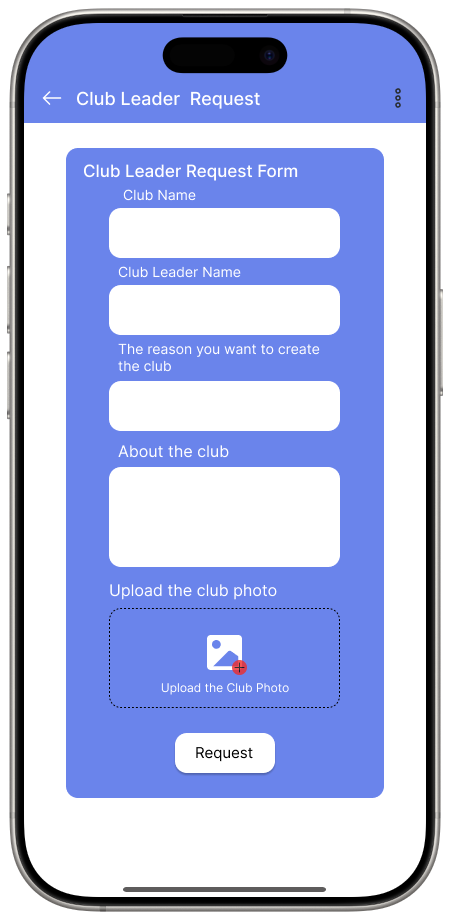 Club Leader  Request
Club Leader Request Form
Club Name
Club Leader Name
The reason you want to create
the club
About the club
Upload the club photo
Upload the Club Photo
Request